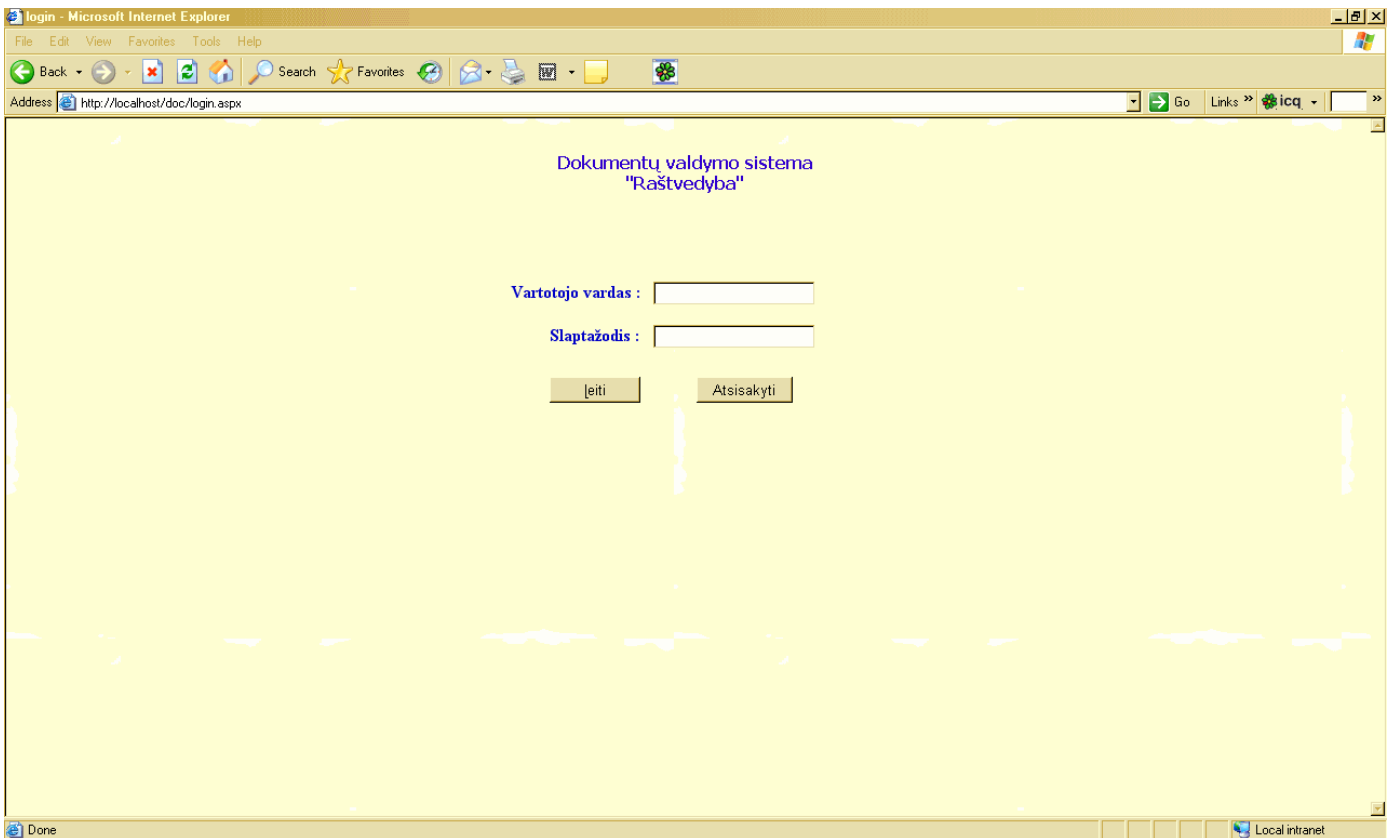 login - Microsoft Internet Explorer
File Edit View Favorites Tools Help
Back Search Favorites
Address http://localhost/doc/login.aspx Go Links » icq »
Dokumentų valdymo sistema
"Raštvedyba"
Vartotojo vardas :
Slaptažodis :
Įeiti Atsisakyti
Done Local intranet